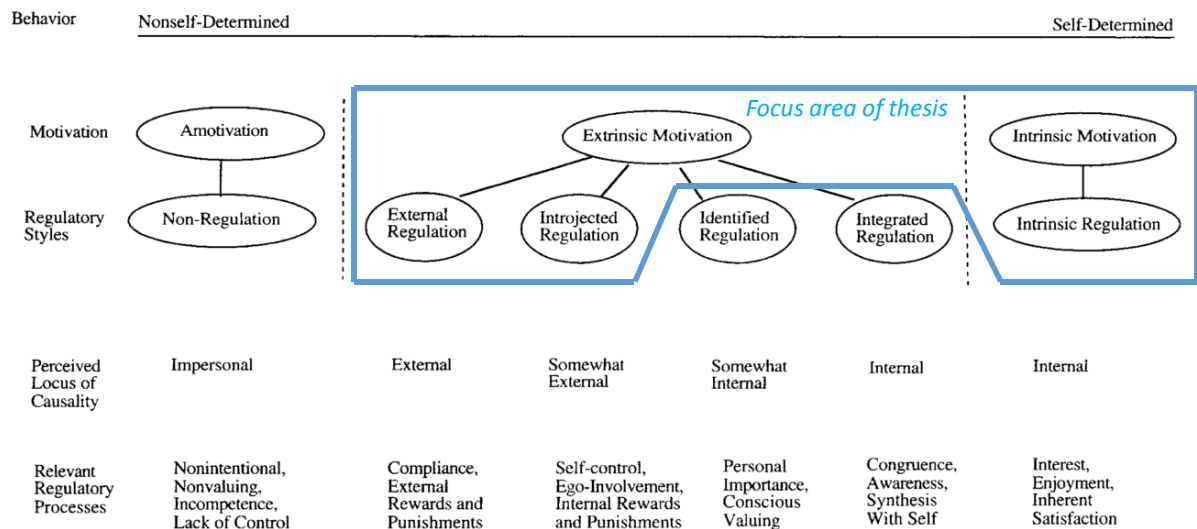 Behavior
Nonself-Determined
Self-Determined
Focus area of thesis
Motivation
Amotivation
Extrinsic Motivation
Intrinsic Motivation
Regulatory
Styles
Non-Regulation
External
Regulation
Introjected
Regulation
Identified
Regulation
Integrated
Regulation
Intrinsic Regulation
Perceived
Locus of
Causality
Impersonal
External
Somewhat
External
Somewhat
Internal
Internal
Internal
Relevant
Regulatory
Processes
Nonintentional,
Nonvaluing,
Incompetence,
Lack of Control
Compliance,
External
Rewards and
Punishments
Self-control,
Ego-Involvement,
Internal Rewards
and Punishments
Personal
Importance,
Conscious
Valuing
Congruence,
Awareness,
Synthesis
With Self
Interest,
Enjoyment,
Inherent
Satisfaction